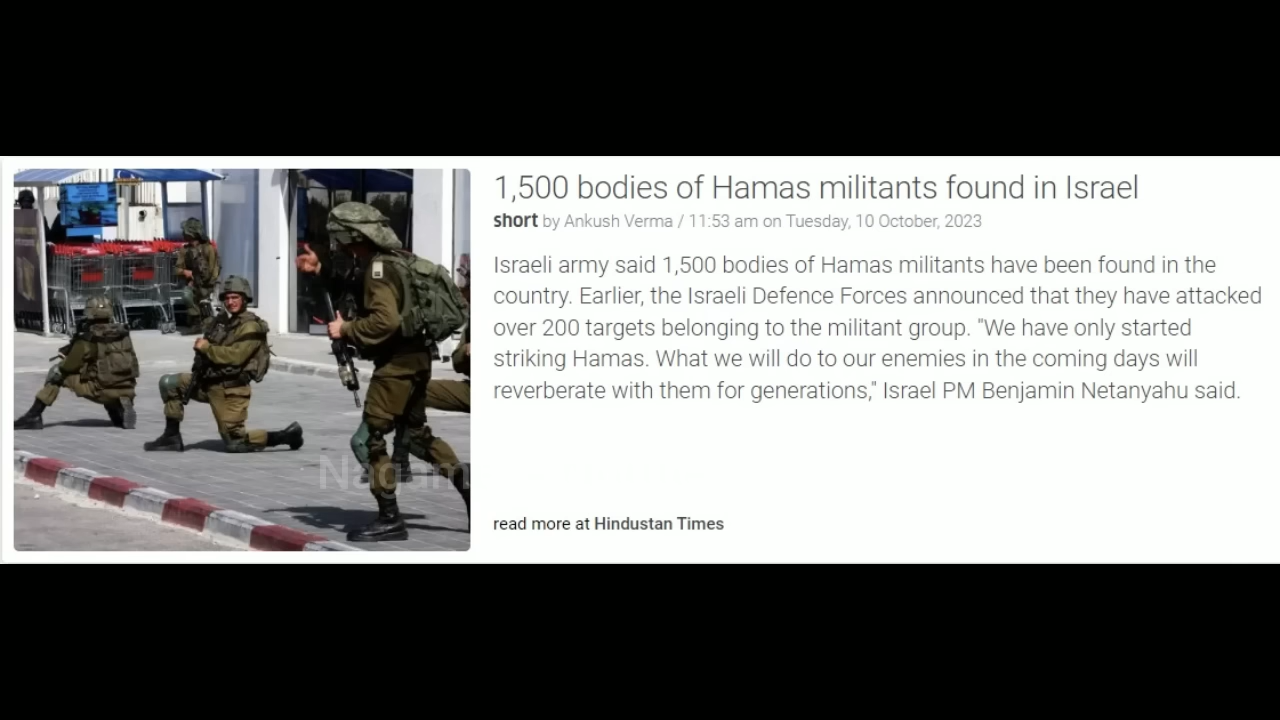 1,500 bodies of Hamas militants found in Israel
short by Ankush Verma / 11:53 am on Tuesday, 10 October, 2023
Israeli army said 1,500 bodies of Hamas militants have been found in the
country. Earlier, the Israeli Defence Forces announced that they have attacked
over 200 targets belonging to the militant group. "We have only started
striking Hamas. What we will do to our enemies in the coming days will
reverberate with them for generations," Israel PM Benjamin Netanyahu said.
Nagam
read more at Hindustan Times